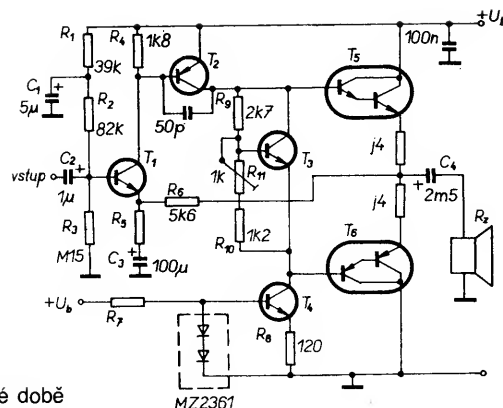 R1
39k
R4
1k8
+Ub
100n
C1
5μ
R2
82k
T2
50p
R9
2k7
T5
T1
C2
vstup
1μ
R11
1k
T3
j4
R6
5k6
C4
2m5
R3
M15
R5
C3
100μ
R10
1k2
j4
Rz
T6
+Ub
R7
T4
R8
120
é době
MZ2361